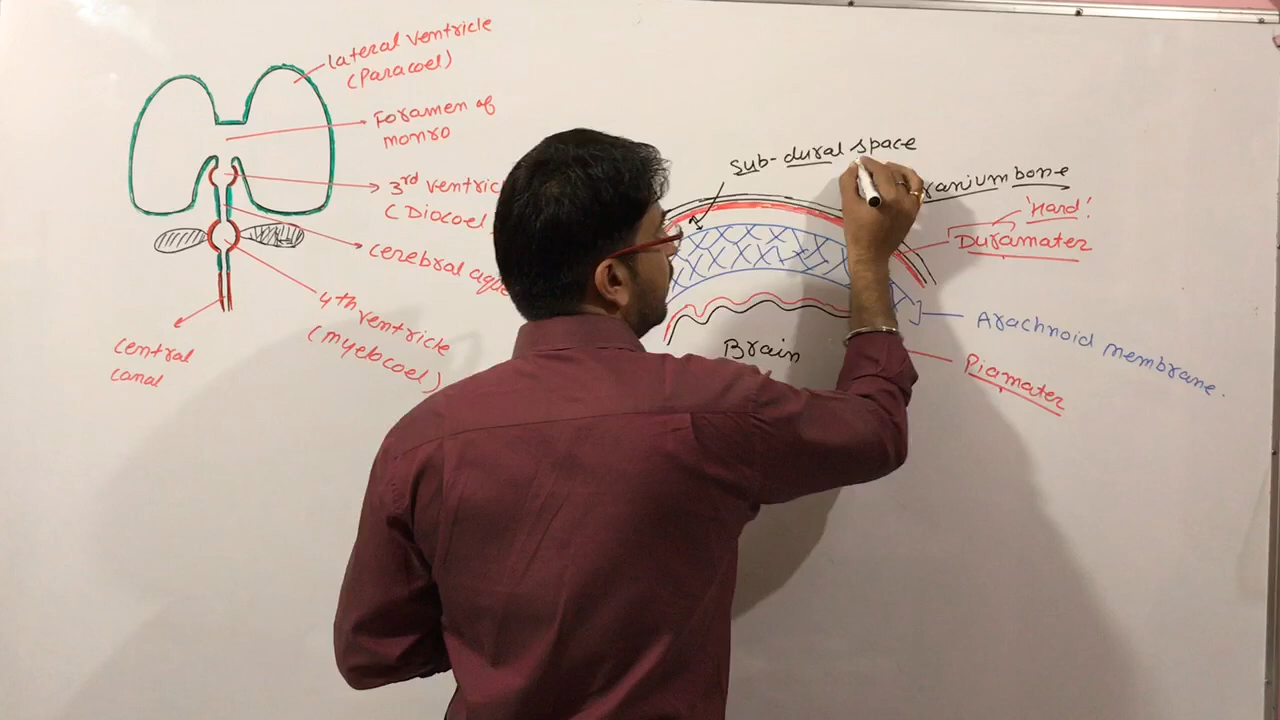 lateral ventricle
(Paracoel)
Foramen of
monro
3rd ventric
(Diocoel
cerebral aqu
4th ventricle
(myelocoel)
central
canal
sub-dural space
ranium bone
'Hard'
Duramater
Arachnoid membrane.
Piamater
Brain